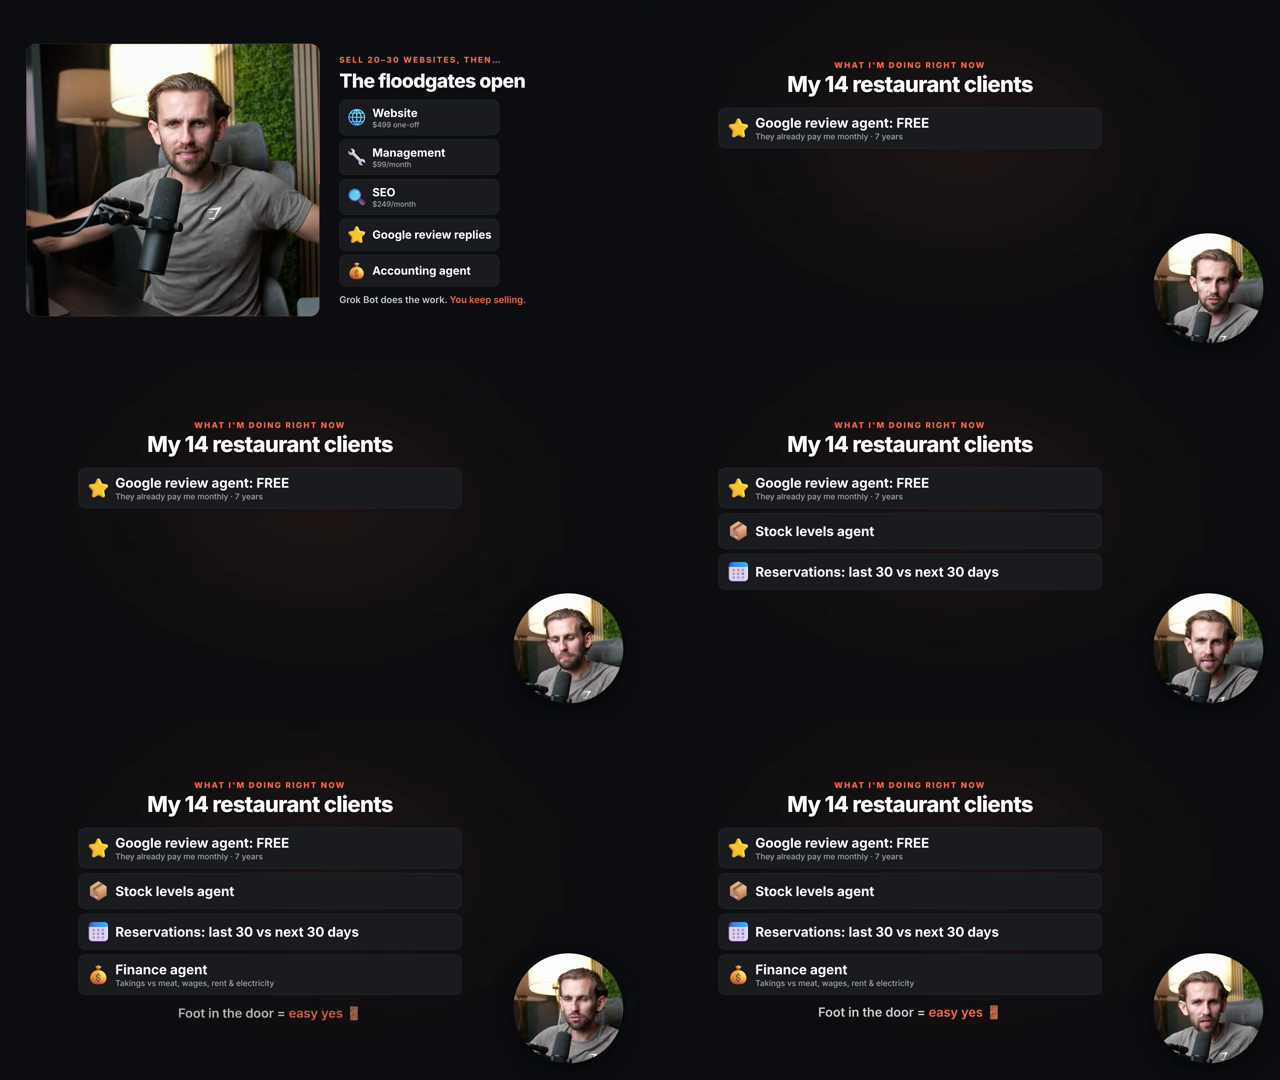 SELL 20–30 WEBSITES, THEN...
The floodgates open
Website
$499 one-off
Management
$99/month
SEO
$249/month
Google review replies
Accounting agent
Grok Bot does the work. You keep selling.
WHAT I'M DOING RIGHT NOW
My 14 restaurant clients
Google review agent: FREE
They already pay me monthly · 7 years
WHAT I'M DOING RIGHT NOW
My 14 restaurant clients
Google review agent: FREE
They already pay me monthly · 7 years
WHAT I'M DOING RIGHT NOW
My 14 restaurant clients
Google review agent: FREE
They already pay me monthly · 7 years
Stock levels agent
Reservations: last 30 vs next 30 days
WHAT I'M DOING RIGHT NOW
My 14 restaurant clients
Google review agent: FREE
They already pay me monthly · 7 years
Stock levels agent
Reservations: last 30 vs next 30 days
Finance agent
Takings vs meat, wages, rent & electricity
Foot in the door = easy yes
WHAT I'M DOING RIGHT NOW
My 14 restaurant clients
Google review agent: FREE
They already pay me monthly · 7 years
Stock levels agent
Reservations: last 30 vs next 30 days
Finance agent
Takings vs meat, wages, rent & electricity
Foot in the door = easy yes